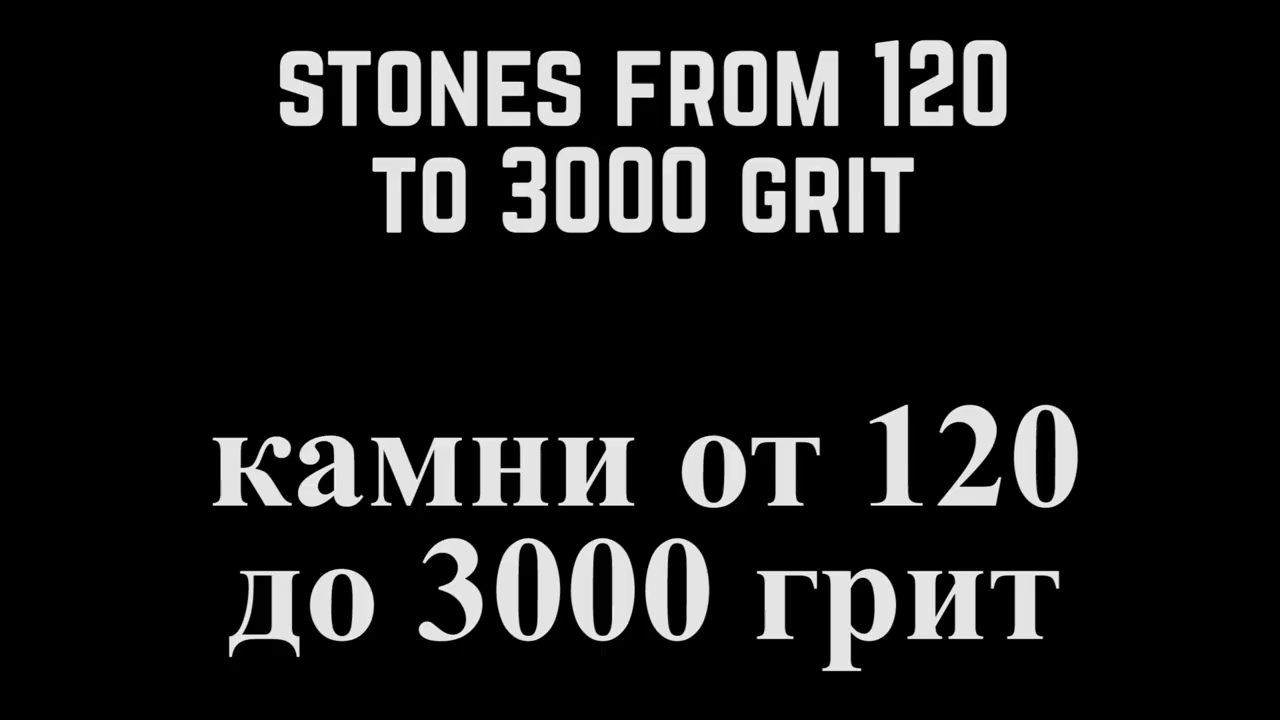 STONES FROM 120
TO 3000 GRIT
камни от 120
до 3000 грит